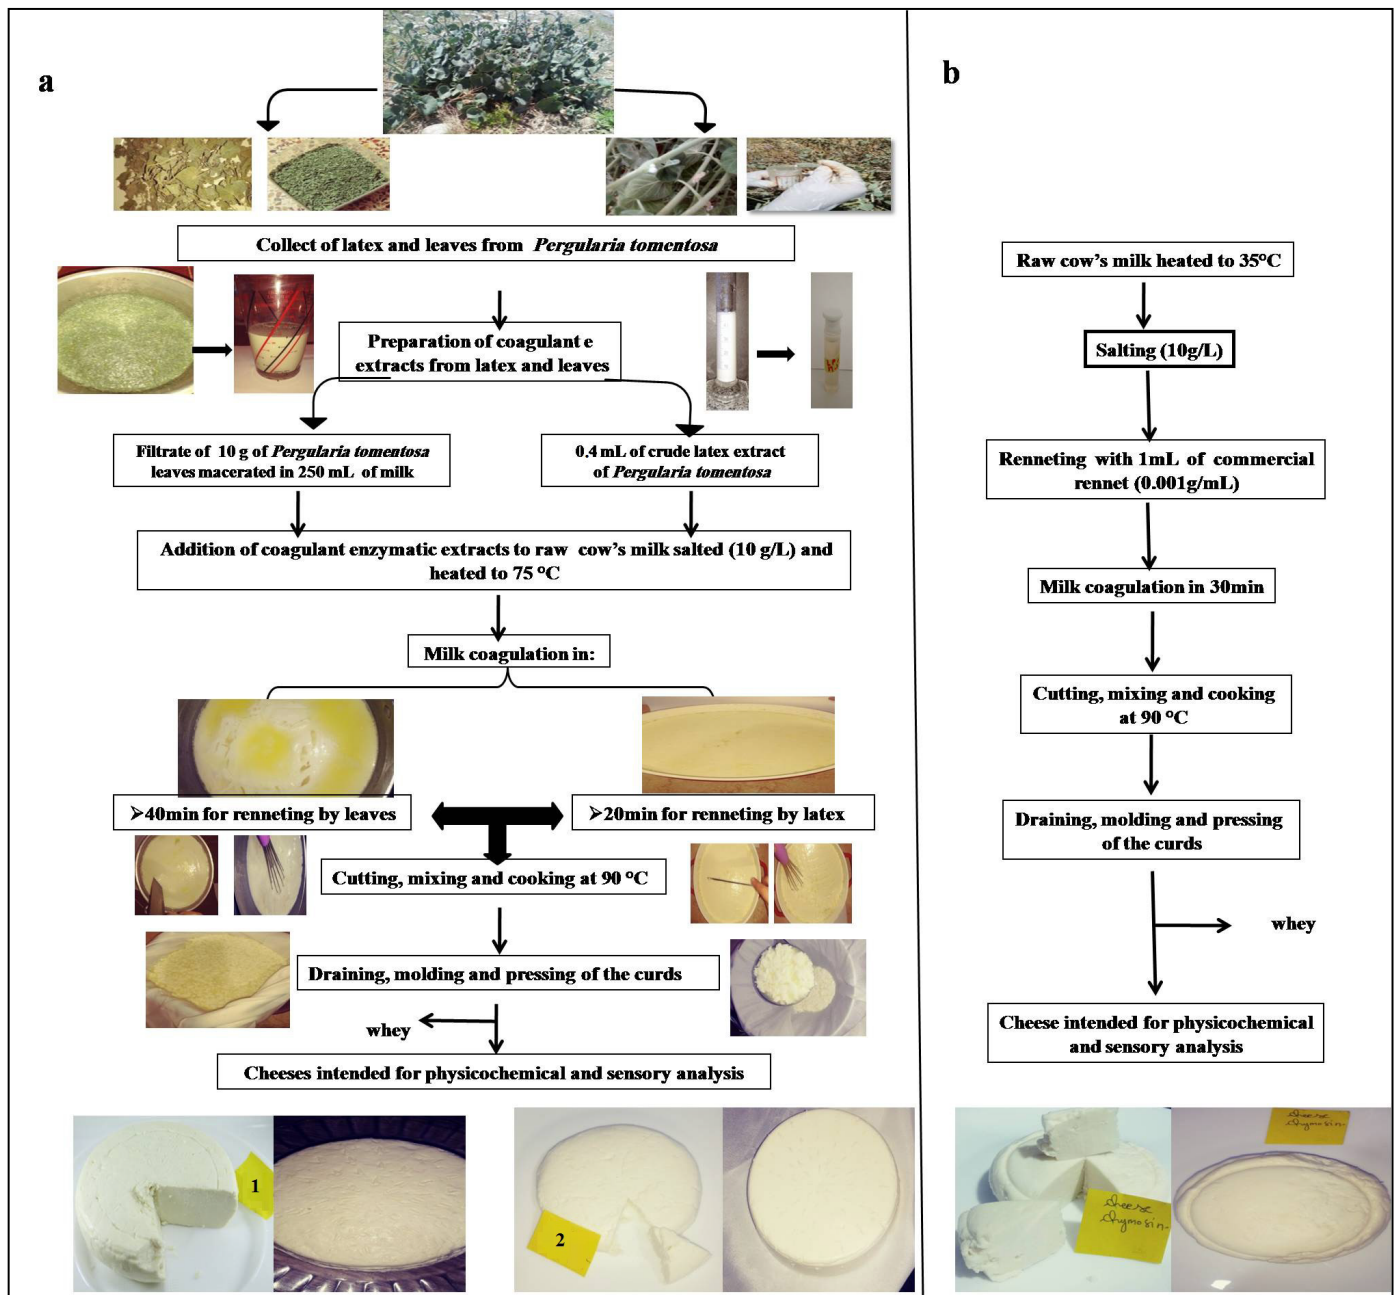 a
Collect of latex and leaves from Pergularia tomentosa
Preparation of coagulant e
extracts from latex and leaves
Filtrate of 10 g of Pergularia tomentosa
leaves macerated in 250 mL of milk
0.4 mL of crude latex extract
of Pergularia tomentosa
Addition of coagulant enzymatic extracts to raw cow's milk salted (10 g/L) and
heated to 75 °C
Milk coagulation in:
➢40min for renneting by leaves
➢20min for renneting by latex
Cutting, mixing and cooking at 90 °C
Draining, molding and pressing of the curds
whey
Cheeses intended for physicochemical and sensory analysis
1
2
b
Raw cow's milk heated to 35°C
Salting (10g/L)
Renneting with 1mL of commercial
rennet (0.001g/mL)
Milk coagulation in 30min
Cutting, mixing and cooking
at 90 °C
Draining, molding and pressing
of the curds
whey
Cheese intended for physicochemical
and sensory analysis
cheese
chymosin-
cheese
chymosin-